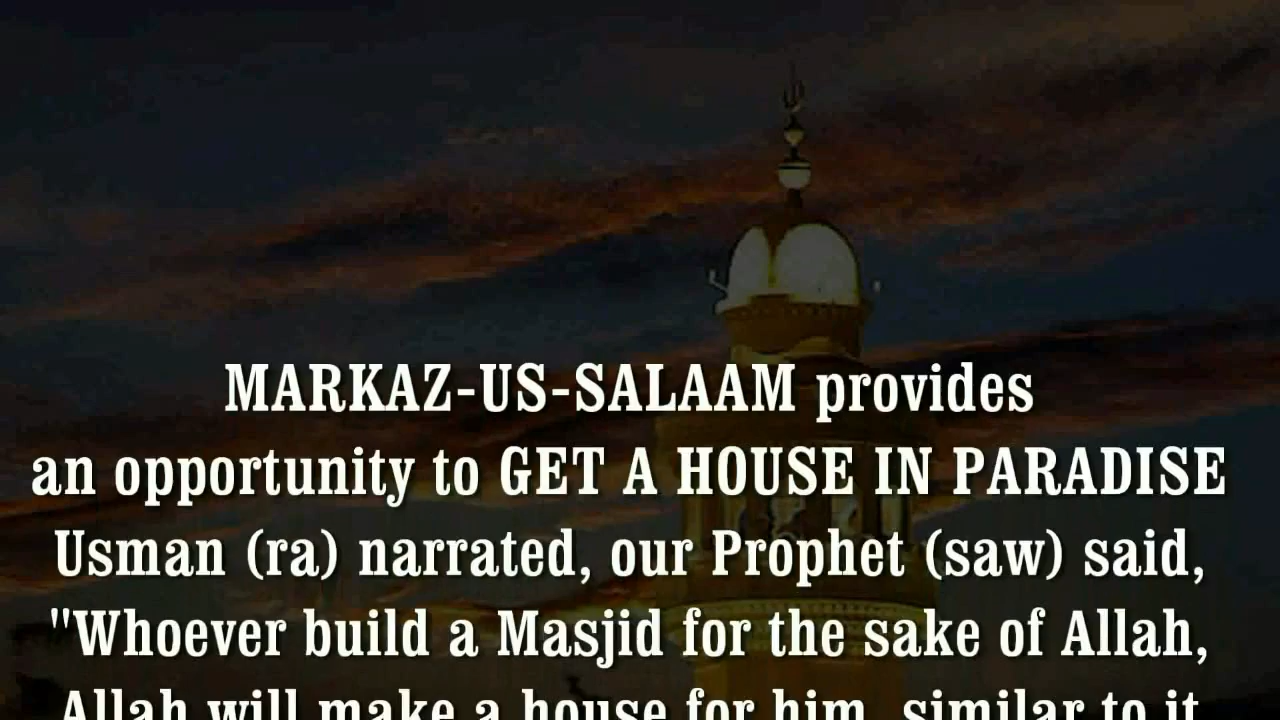 MARKAZ-US-SALAAM provides
an opportunity to GET A HOUSE IN PARADISE
Usman (ra) narrated, our Prophet (saw) said,
"Whoever build a Masjid for the sake of Allah,
Allah will make a house for him, similar to it